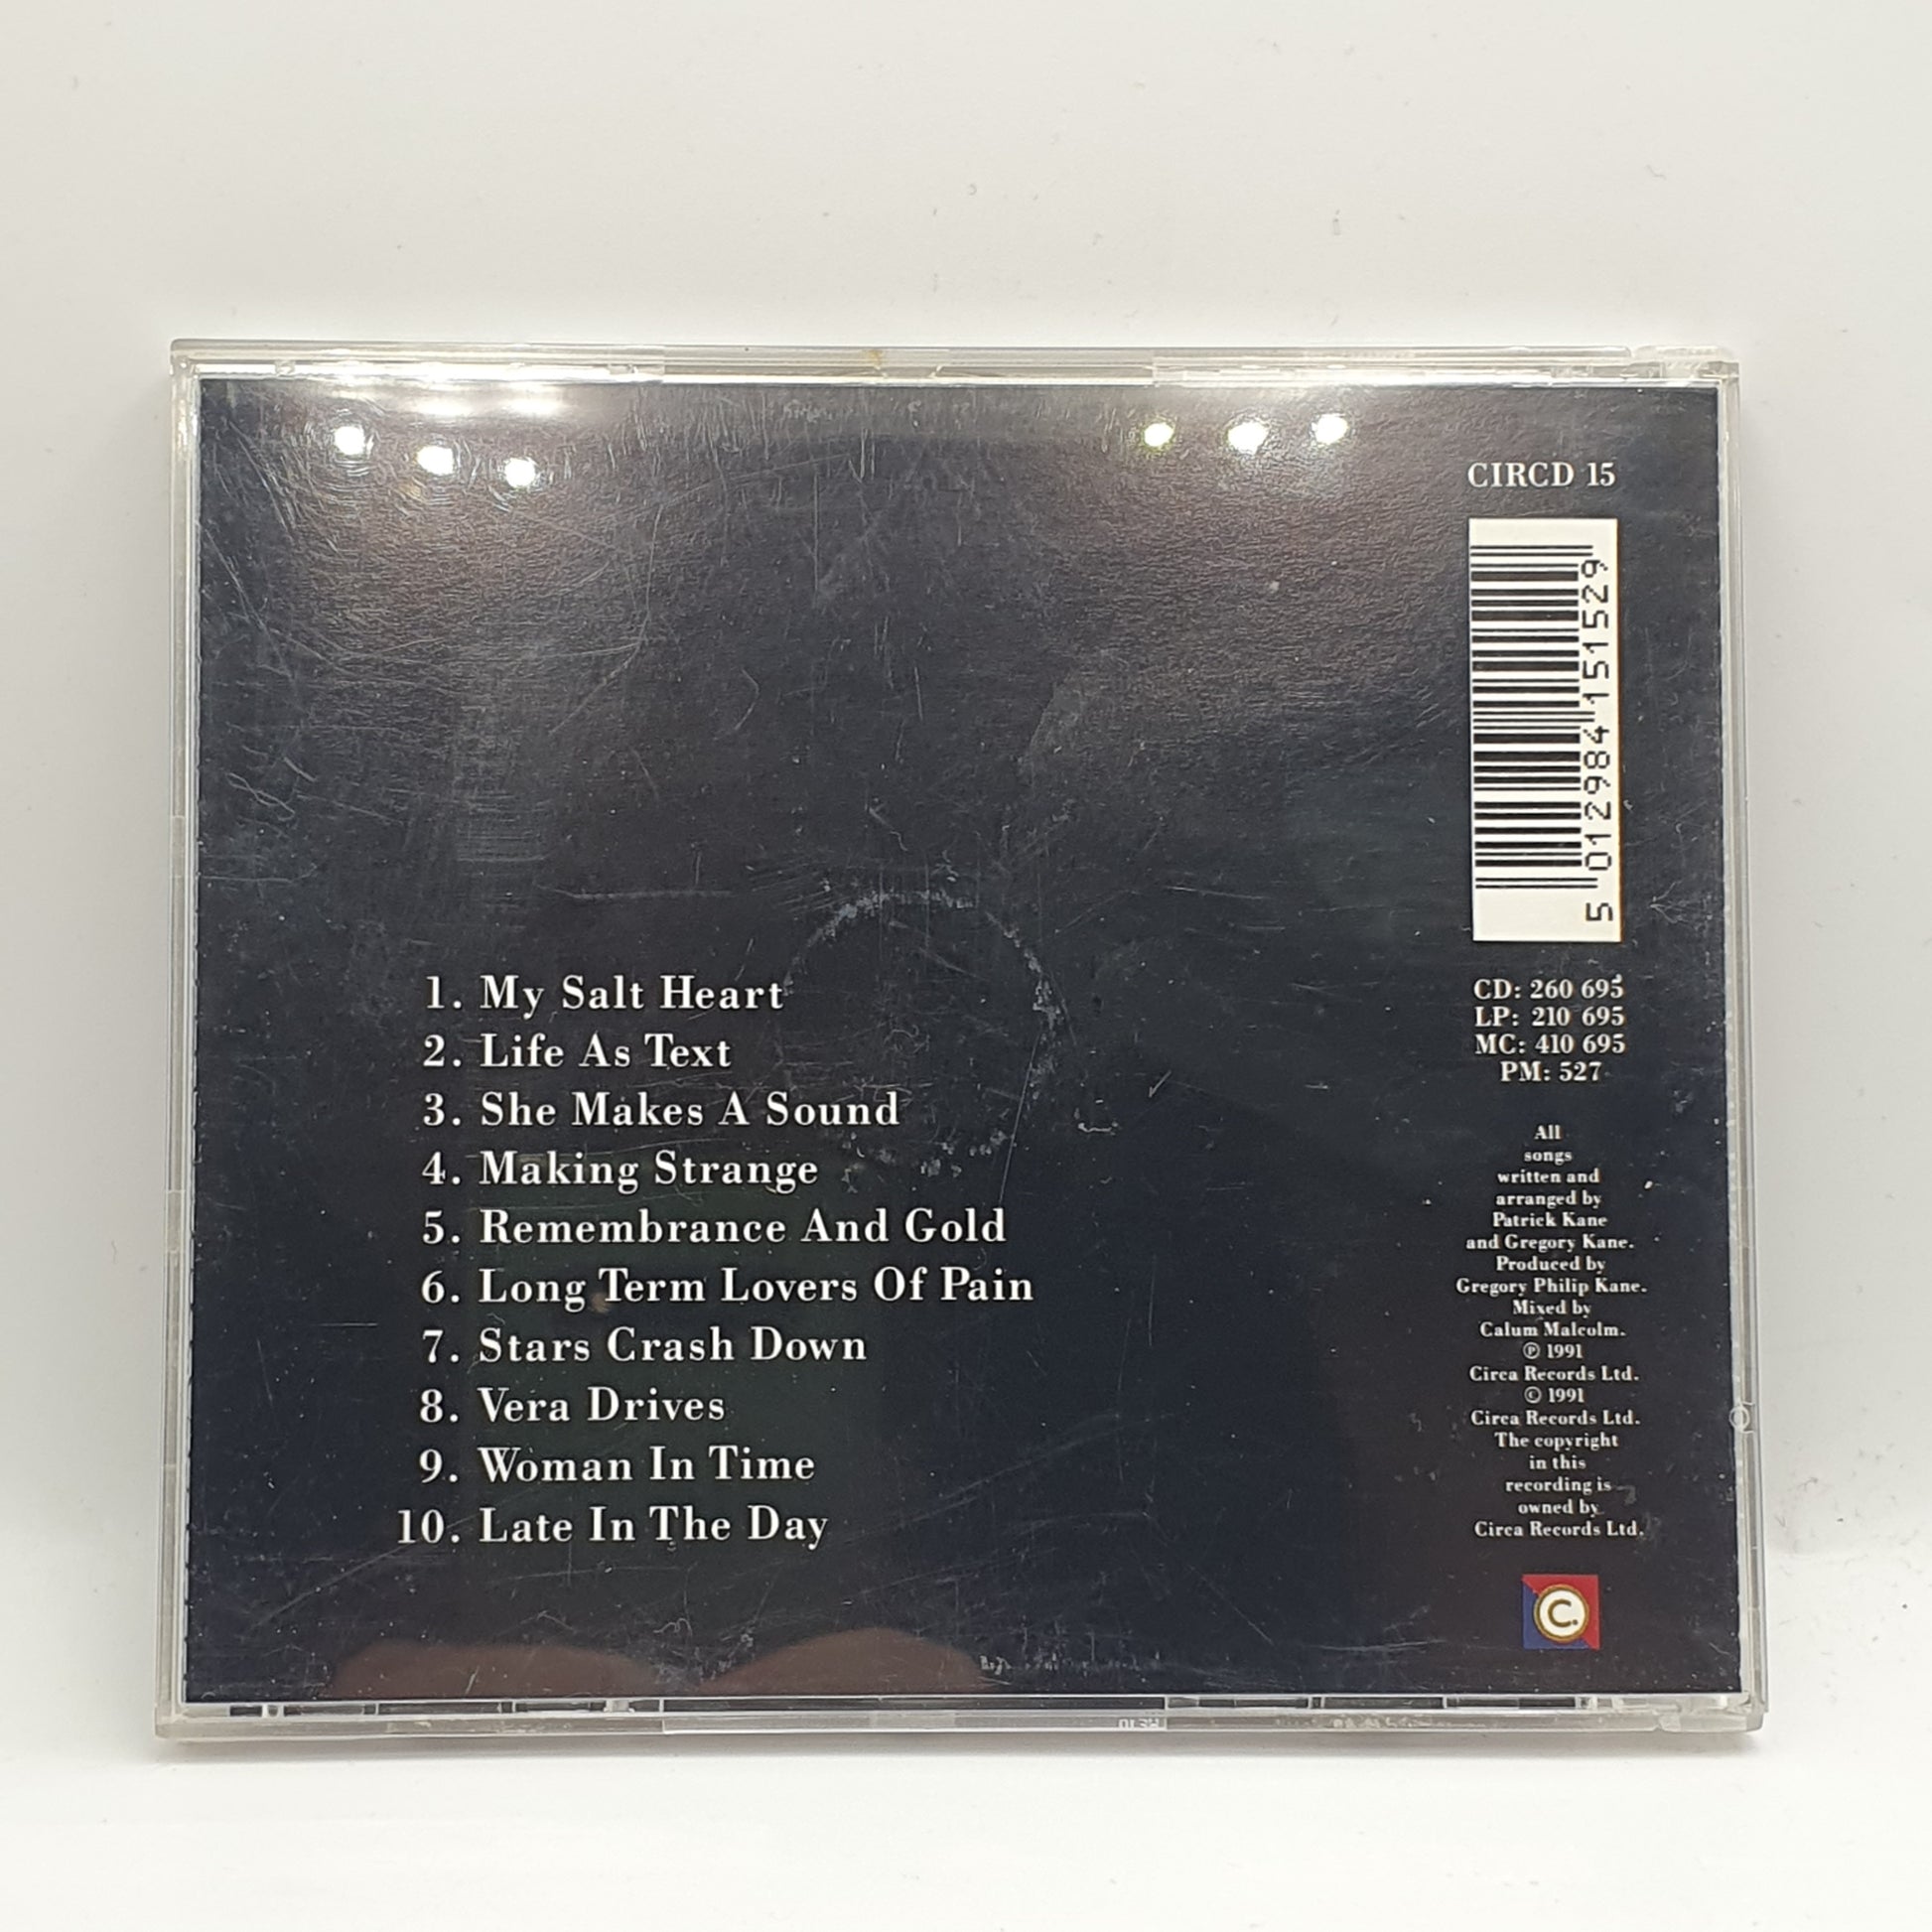 CIRCD 15
5 012984 151529
1. My Salt Heart
2. Life As Text
3. She Makes A Sound
4. Making Strange
5. Remembrance And Gold
6. Long Term Lovers Of Pain
7. Stars Crash Down
8. Vera Drives
9. Woman In Time
10. Late In The Day
CD: 260 695
LP: 210 695
MC: 410 695
PM: 527
All
songs
written and
arranged by
Patrick Kane
and Gregory Kane.
Produced by
Gregory Philip Kane.
Mixed by
Calum Malcolm.
℗ 1991
Circa Records Ltd.
© 1991
Circa Records Ltd.
The copyright
in this
recording is
owned by
Circa Records Ltd.
C.